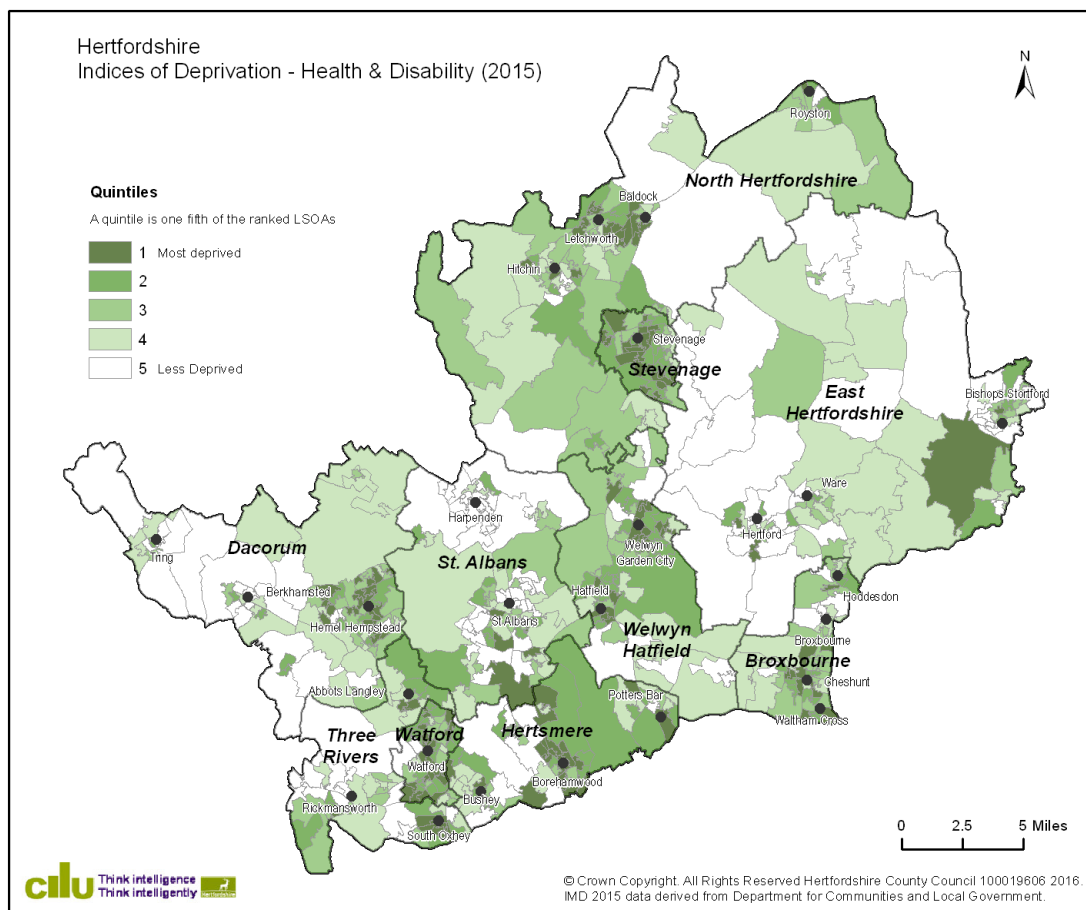 Hertfordshire
Indices of Deprivation - Health & Disability (2015)
N
Quintiles
A quintile is one fifth of the ranked LSOAs
1 Most deprived
2
3
4
5 Less Deprived
Royston
North Hertfordshire
Baldock
Letchworth
Hitchin
Stevenage
Stevenage
East
Hertfordshire
Bishops Stortford
Ware
Hertford
Harpenden
Welwyn
Garden City
Tring
Dacorum
St. Albans
Berkhamsted
Hemel Hempstead
St Albans
Hatfield
Hoddesdon
Welwyn
Hatfield
Broxbourne
Broxbourne
Cheshunt
Abbots Langley
Potters Bar
Waltham Cross
Three
Rivers
Watford
Hertsmere
Watford
Borehamwood
Rickmansworth
Bushey
South Oxhey
0 2.5 5 Miles
cilu Think intelligence
Think intelligently
Hertfordshire
© Crown Copyright. All Rights Reserved Hertfordshire County Council 100019606 2016.
IMD 2015 data derived from Department for Communities and Local Government.